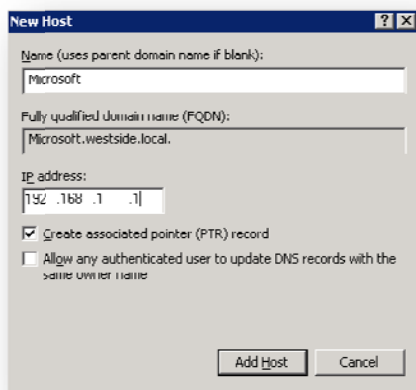 New Host
Name (uses parent domain name if blank):
Microsoft
Fully qualified domain name (FQDN):
Microsoft.westside.local.
IP address:
192 .168 .1 .1
Create associated pointer (PTR) record
Allow any authenticated user to update DNS records with the
same owner name
Add Host Cancel